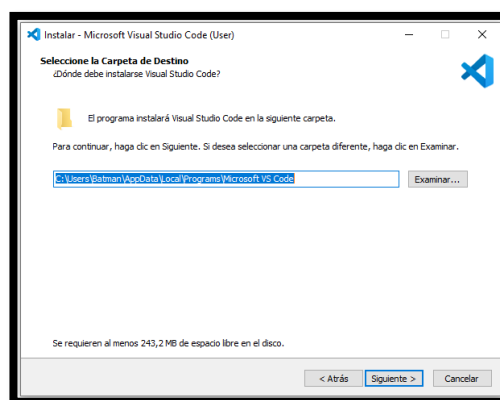 Instalar - Microsoft Visual Studio Code (User)
Seleccione la Carpeta de Destino
¿Dónde debe instalarse Visual Studio Code?
El programa instalará Visual Studio Code en la siguiente carpeta.
Para continuar, haga clic en Siguiente. Si desea seleccionar una carpeta diferente, haga clic en Examinar.
C:\Users\Batman\AppData\Local\Programs\Microsoft VS Code
Examinar...
Se requieren al menos 243,2 MB de espacio libre en el disco.
< Atrás
Siguiente >
Cancelar